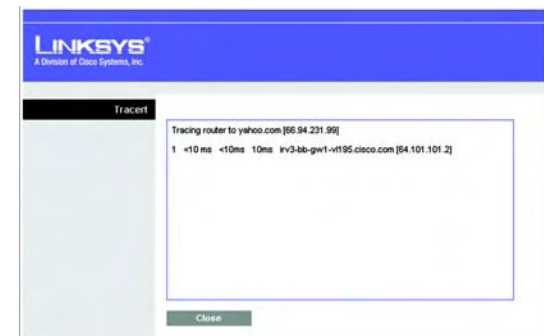 LINKSYS®
A Division of Cisco Systems, Inc.
Tracert
Tracing router to yahoo.com [66.94.231.99]
1 <10 ms <10ms 10ms irv3-bb-gw1-vl195.cisco.com [64.101.101.2]
Close